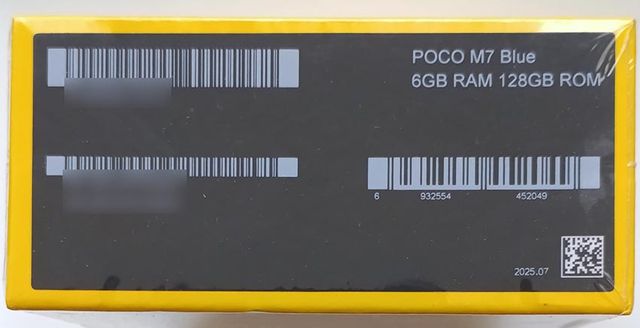 POCO M7 Blue
6GB RAM 128GB ROM
6 932554 452049
2025.07